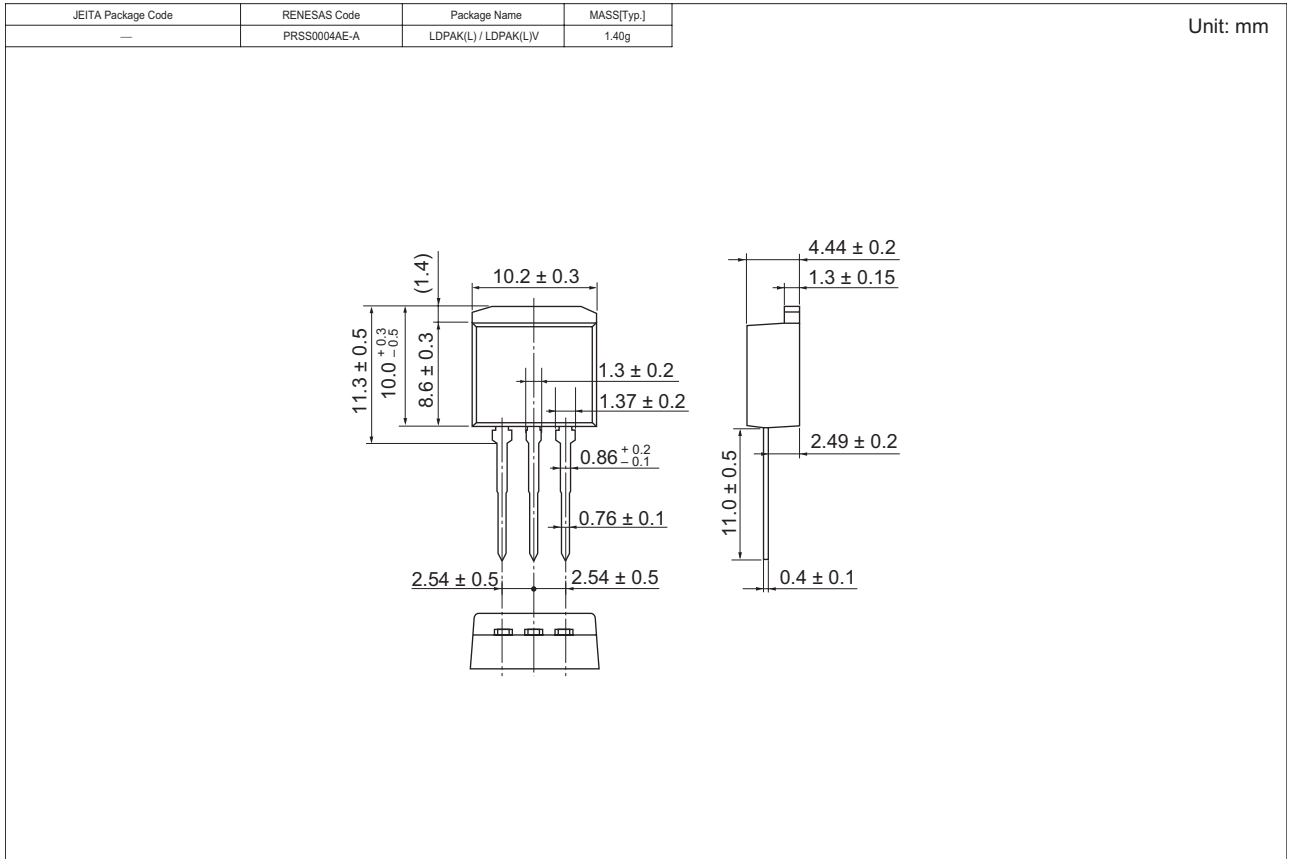 JEITA Package Code RENESAS Code Package Name MASS[Typ.]
— PRSS0004AE-A LDPAK(L) / LDPAK(L)V 1.40g
Unit: mm
4.44 ± 0.2
(1.4)
10.2 ± 0.3
1.3 ± 0.15
11.3 ± 0.5
10.0 + 0.3 – 0.5
8.6 ± 0.3
1.3 ± 0.2
1.37 ± 0.2
2.49 ± 0.2
0.86 + 0.2 – 0.1
11.0 ± 0.5
0.76 ± 0.1
2.54 ± 0.5 2.54 ± 0.5
0.4 ± 0.1